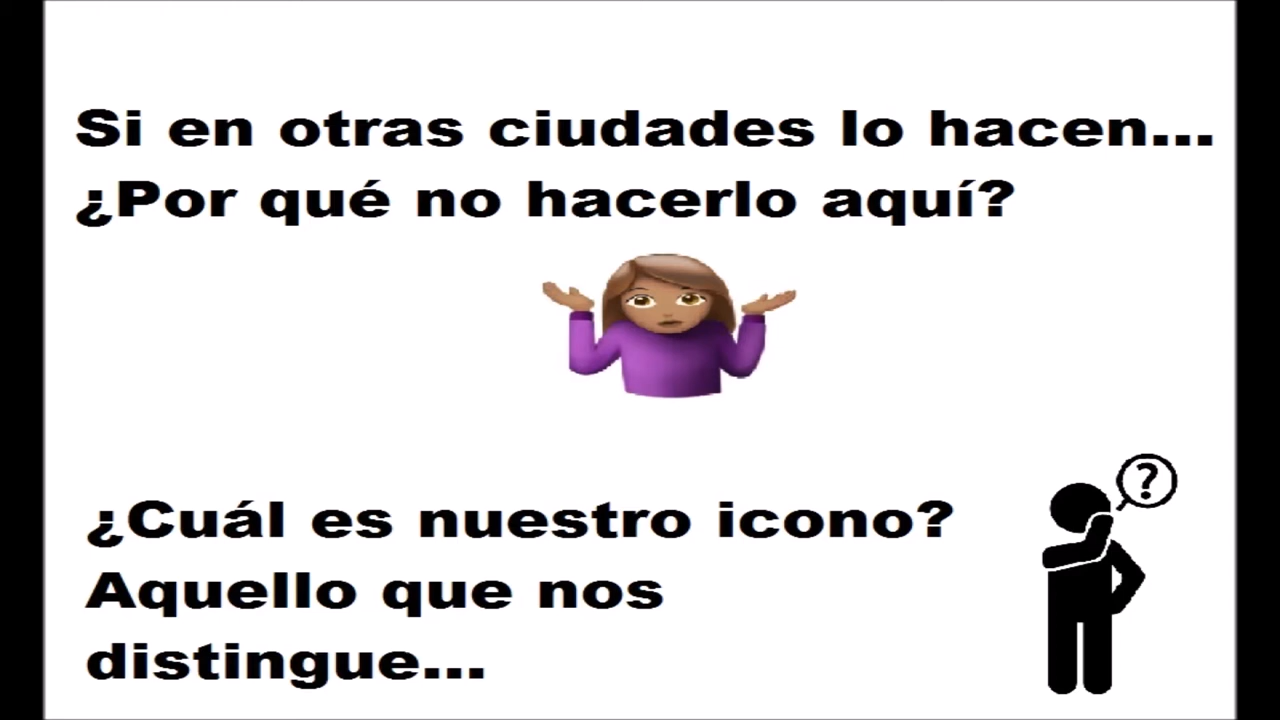 Si en otras ciudades lo hacen...
¿Por qué no hacerlo aquí?
?
¿Cuál es nuestro icono?
Aquello que nos
distingue...